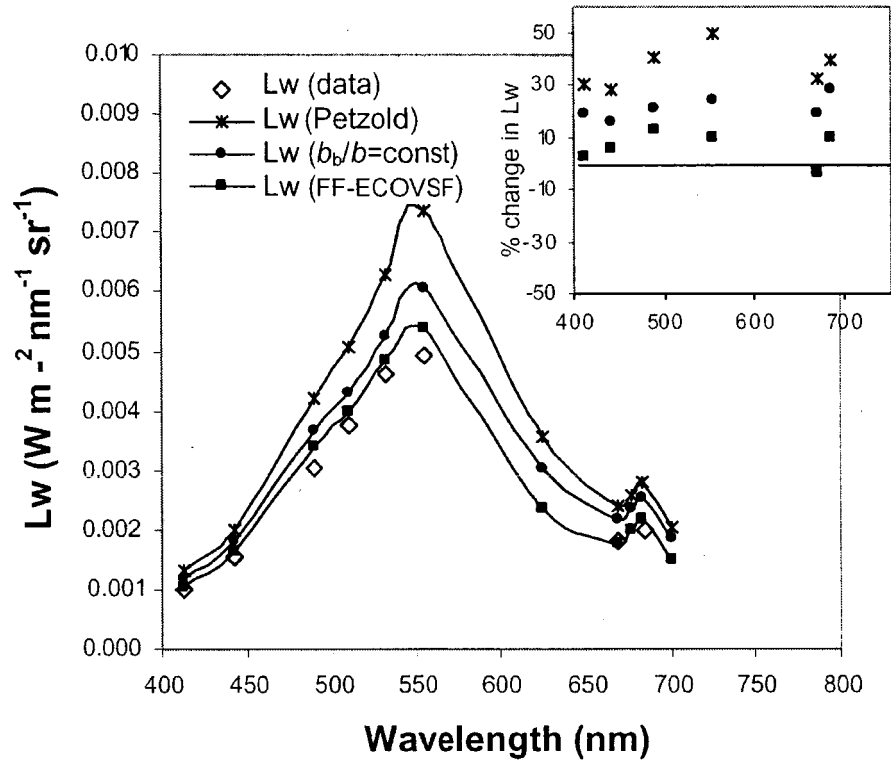 0.010
0.009
0.008
0.007
0.006
0.005
0.004
0.003
0.002
0.001
0.000
Lw (W m-² nm⁻¹ sr⁻¹)
Lw (data)
Lw (Petzold)
Lw (b_b/b=const)
Lw (FF-ECOVSF)
400 450 500 550 600 650 700 750 800
Wavelength (nm)
50
30
10
-10
-30
-50
% change in Lw
400 500 600 700